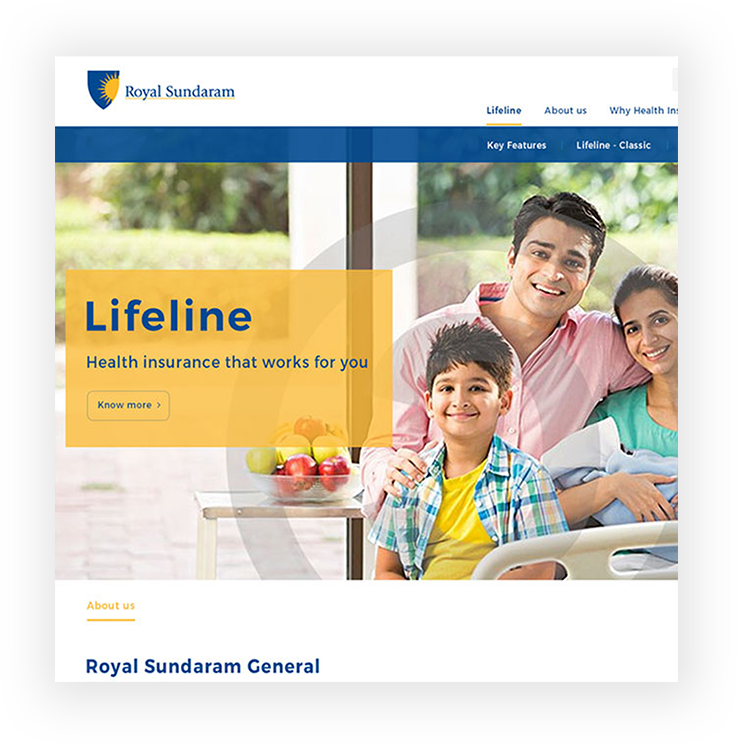 Royal Sundaram
Lifeline About us Why Health Ins
Key Features Lifeline - Classic
Lifeline
Health insurance that works for you
Know more >
About us
Royal Sundaram General